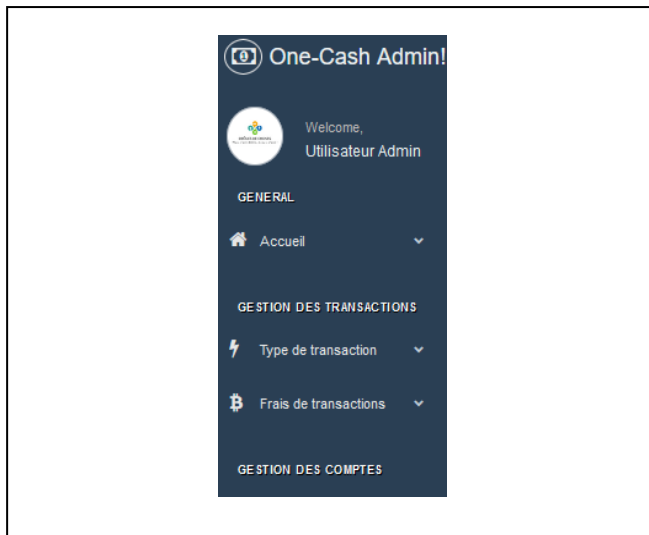 One-Cash Admin!
Welcome,
Utilisateur Admin
GENERAL
Accueil
GESTION DES TRANSACTIONS
Type de transaction
Frais de transactions
GESTION DES COMPTES